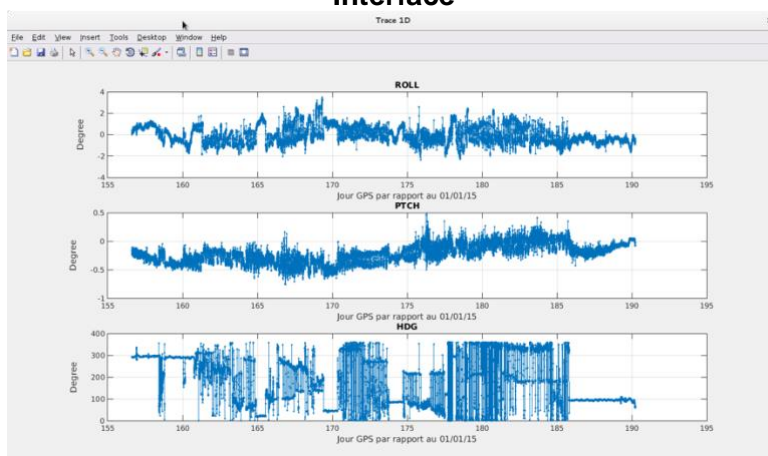 Interface
Trace 1D
File Edit View Insert Tools Desktop Window Help
ROLL
4
2
0
-2
-4
Degree
155 160 165 170 175 180 185 190 195
Jour GPS par rapport au 01/01/15
PTCH
0.5
0
-0.5
-1
Degree
155 160 165 170 175 180 185 190 195
Jour GPS par rapport au 01/01/15
HDG
400
300
200
100
0
Degree
155 160 165 170 175 180 185 190 195
Jour GPS par rapport au 01/01/15